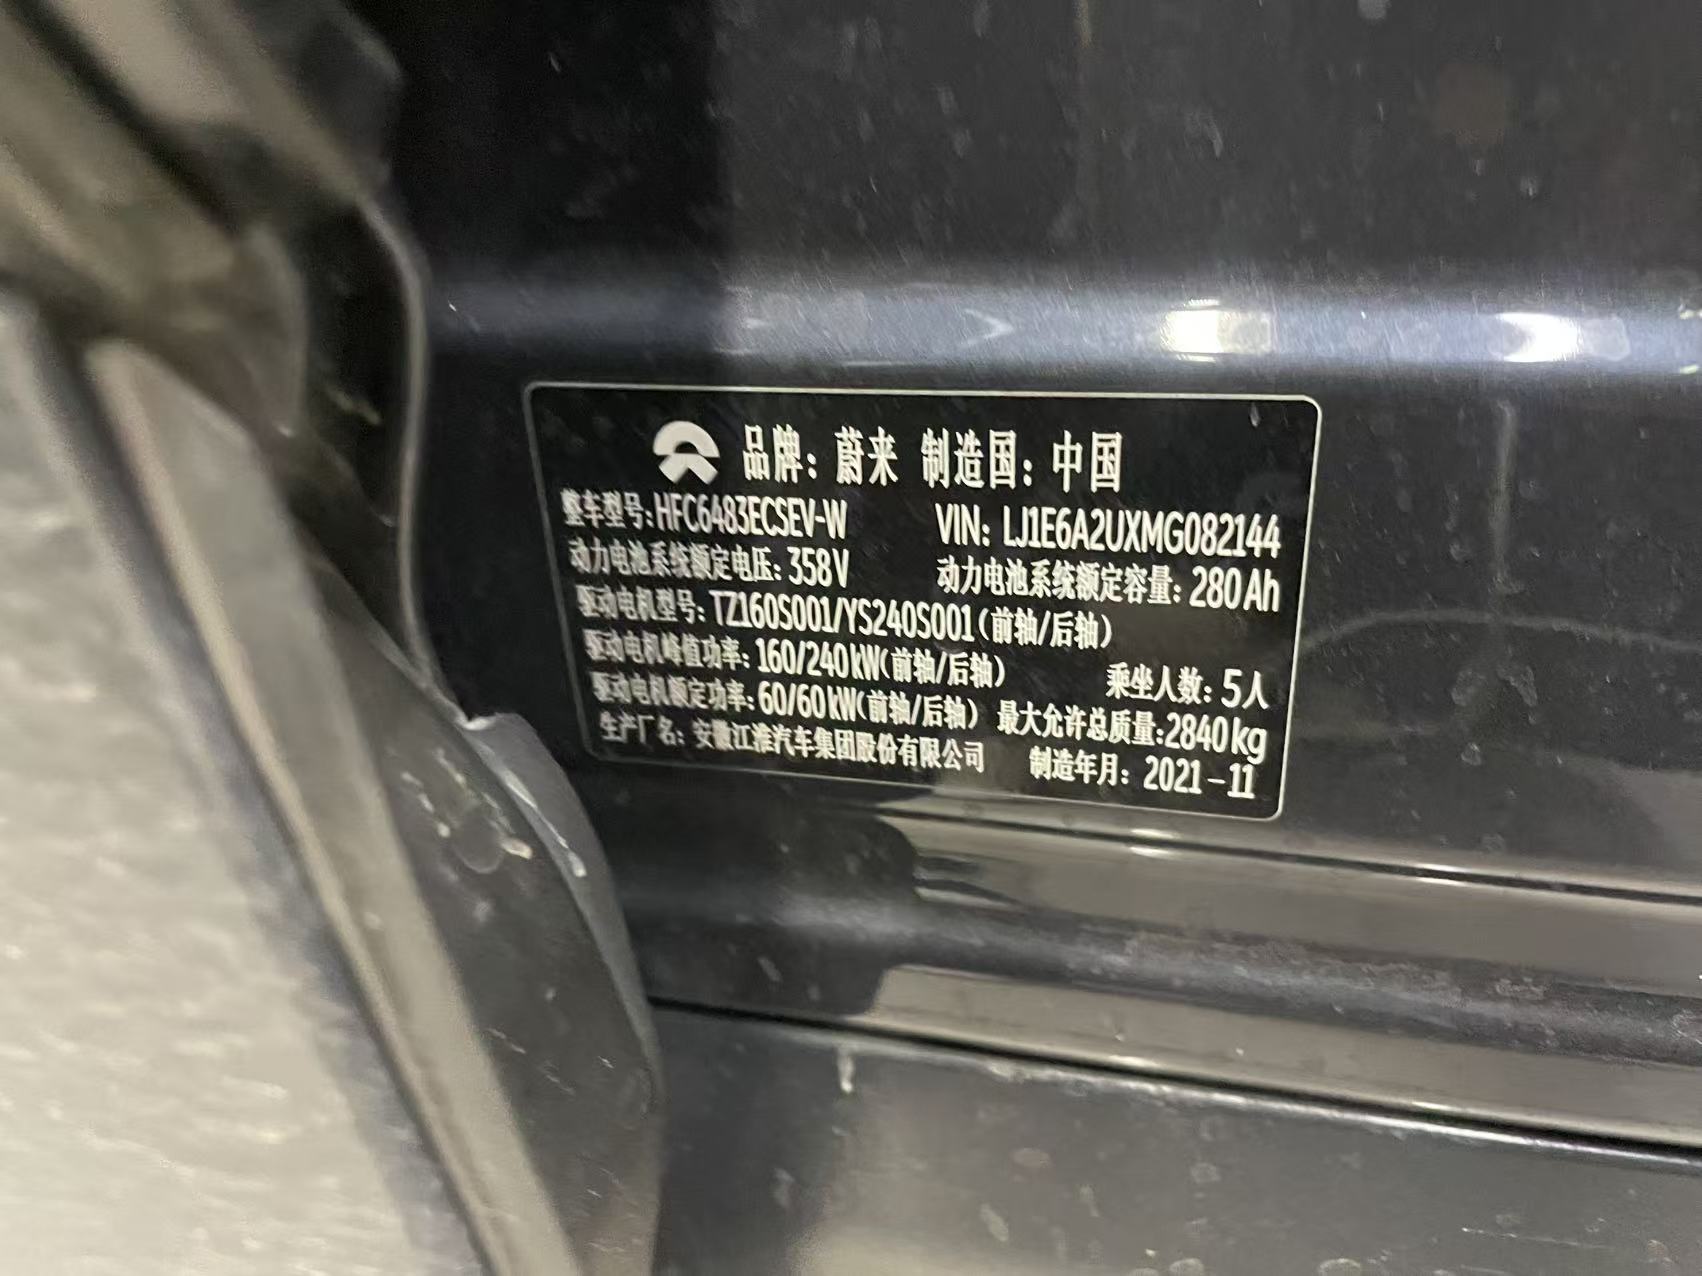 品牌：蔚来 制造国：中国
整车型号:HFC6483ECSEV-W VIN: LJ1E6A2UXMG082144
动力电池系统额定电压: 358V 动力电池系统额定容量: 280Ah
驱动电机型号: TZ160S001/YS240S001(前轴/后轴)
驱动电机峰值功率: 160/240kW(前轴/后轴) 乘坐人数: 5人
驱动电机额定功率: 60/60kW(前轴/后轴) 最大允许总质量:2840kg
生产厂名: 安徽江淮汽车集团股份有限公司 制造年月: 2021-11